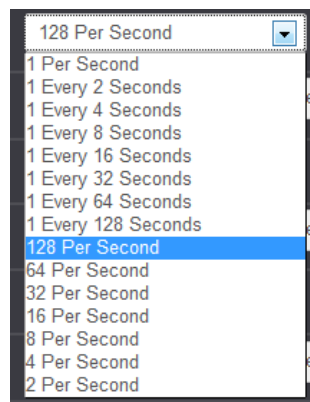 128 Per Second
1 Per Second
1 Every 2 Seconds
1 Every 4 Seconds
1 Every 8 Seconds
1 Every 16 Seconds
1 Every 32 Seconds
1 Every 64 Seconds
1 Every 128 Seconds
128 Per Second
64 Per Second
32 Per Second
16 Per Second
8 Per Second
4 Per Second
2 Per Second